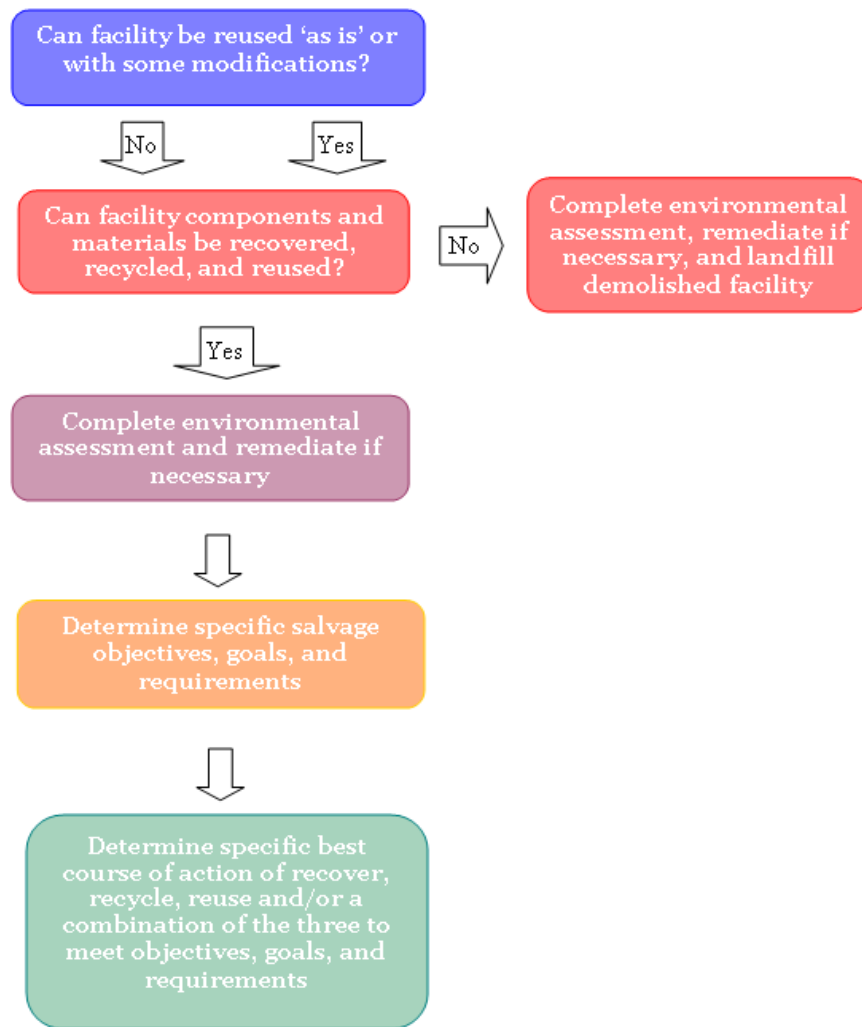 Can facility be reused ‘as is’ or
with some modifications?
No
Yes
Can facility components and
materials be recovered,
recycled, and reused?
No
Complete environmental
assessment, remediate if
necessary, and landfill
demolished facility
Yes
Complete environmental
assessment and remediate if
necessary
Determine specific salvage
objectives, goals, and
requirements
Determine specific best
course of action of recover,
recycle, reuse and/or a
combination of the three to
meet objectives, goals, and
requirements